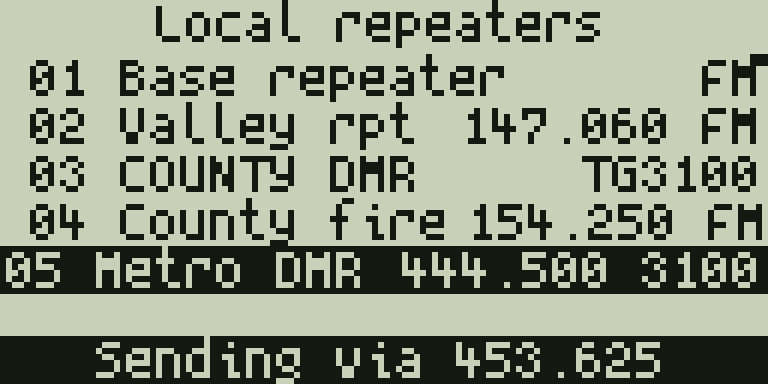 Local repeaters
01 Base repeater FM
02 Valley rpt 147.060 FM
03 COUNTY DMR TG3100
04 County fire 154.250 FM
05 Metro DMR 444.500 3100
Sending via 453.625